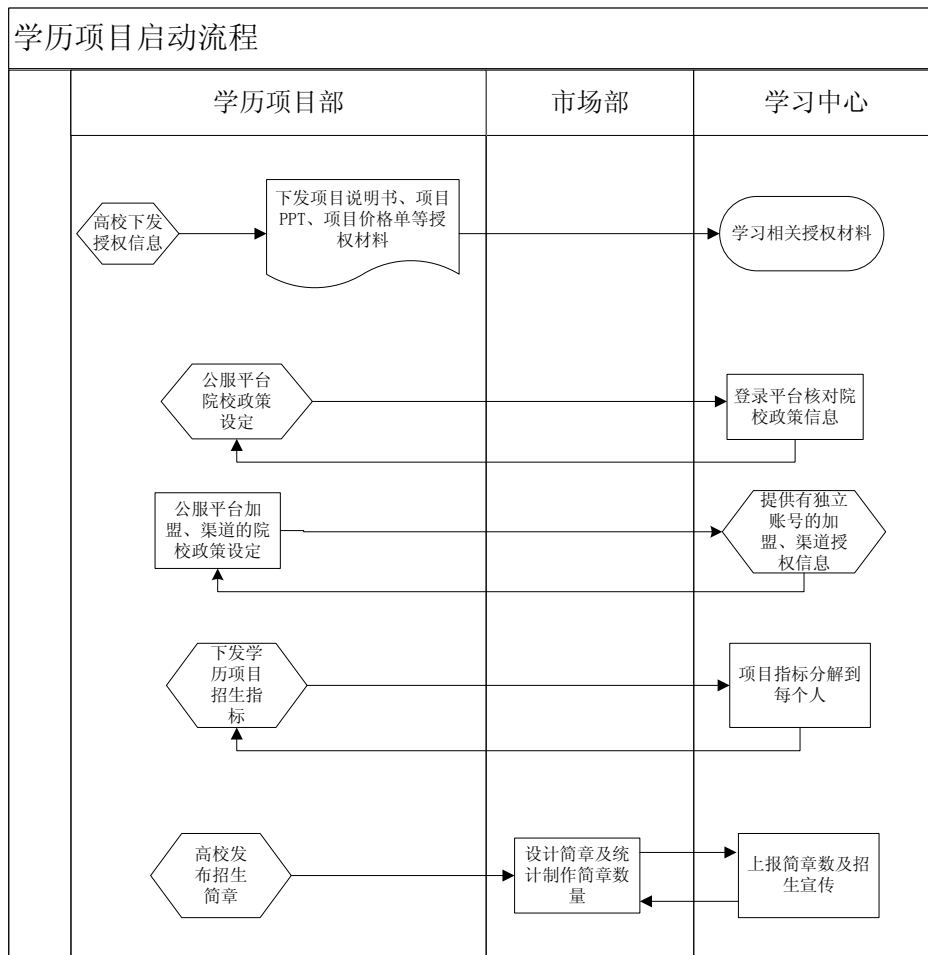 学历项目启动流程
学历项目部
市场部
学习中心
高校下发
授权信息
下发项目说明书、项目
PPT、项目价格单等授
权材料
学习相关授权材料
公服平台
院校政策
设定
登录平台核对院
校政策信息
公服平台加
盟、渠道的院
校政策设定
提供有独立
账号的加
盟、渠道授
权信息
下发学
历项目
招生指
标
项目指标分解到
每个人
高校发
布招生
简章
设计简章及统
计制作简章数
量
上报简章数及招
生宣传